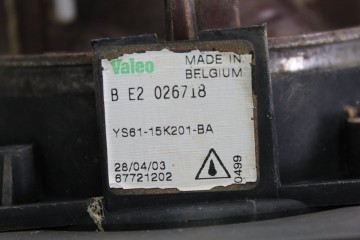 Valeo MADE IN
BELGIUM
B E2 026718
YS61-15K201-BA
28/04/03
67721202
0499